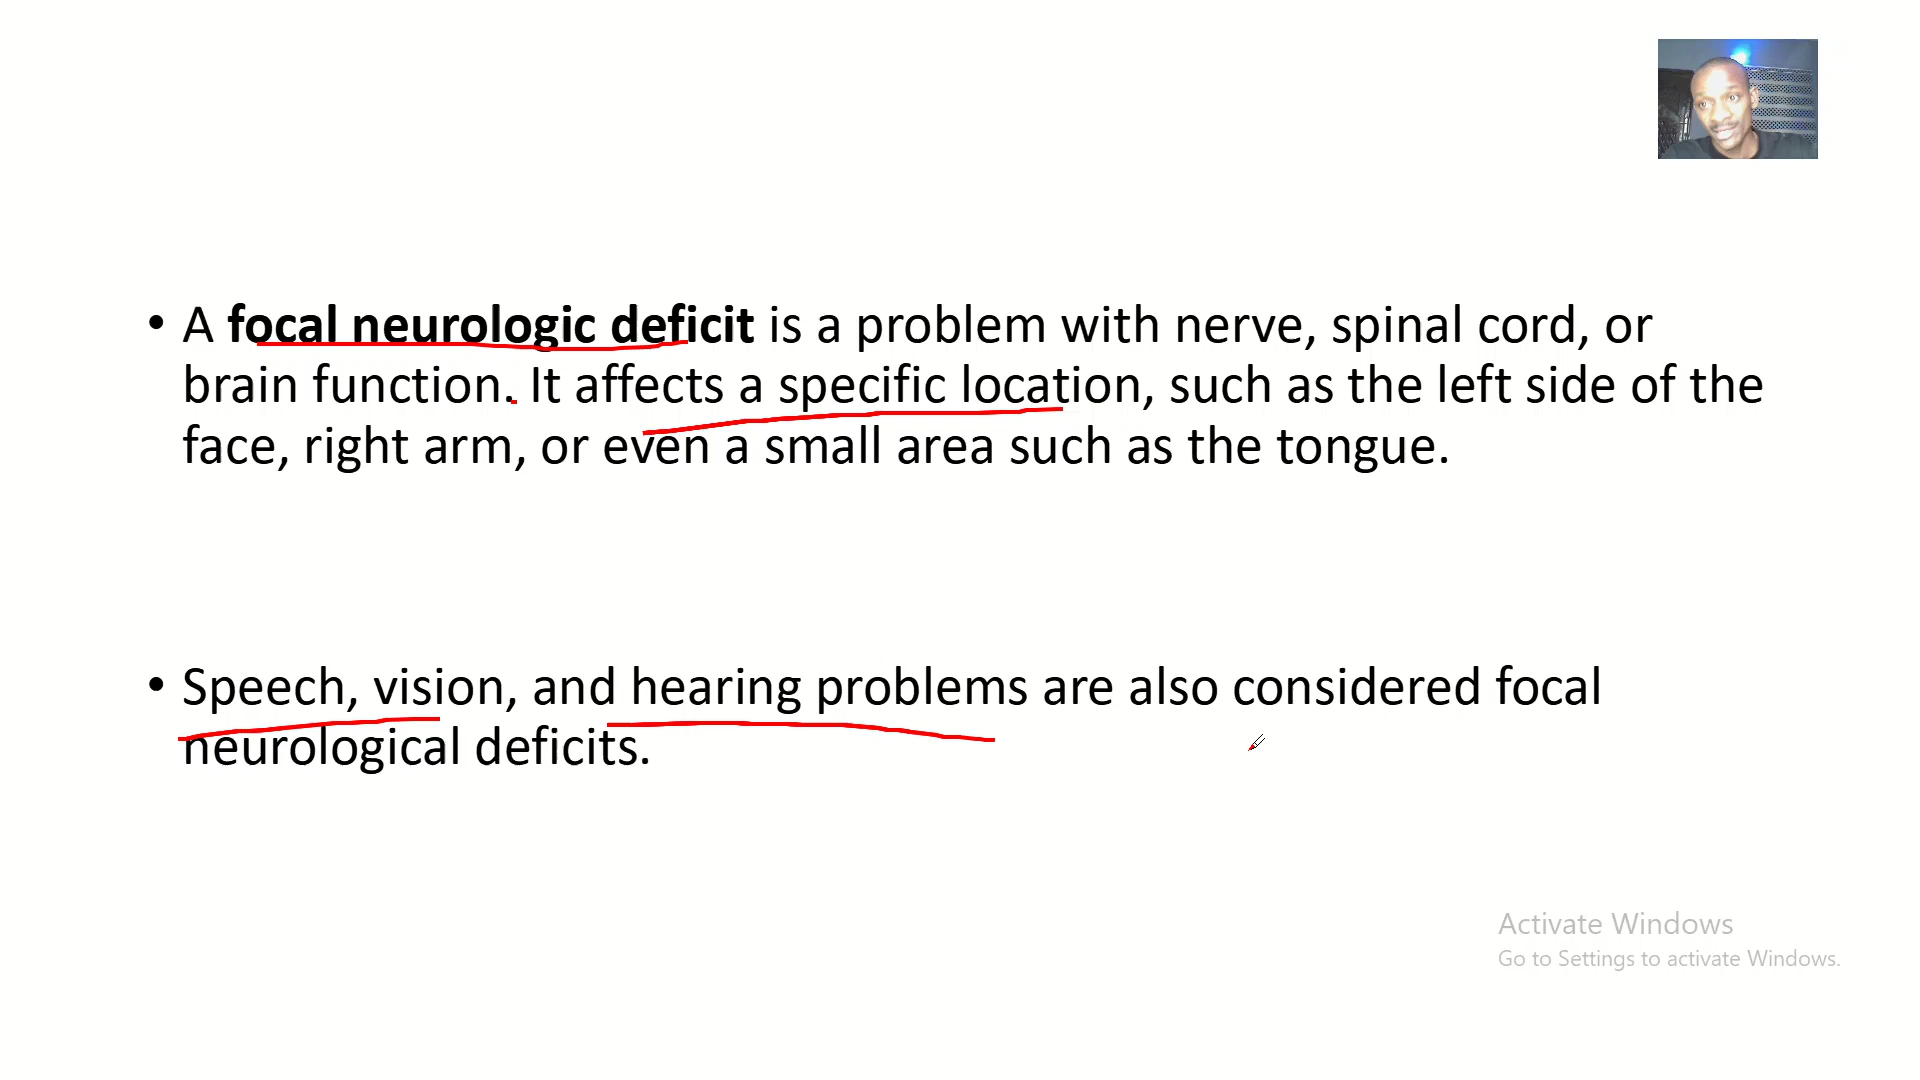 • A focal neurologic deficit is a problem with nerve, spinal cord, or
brain function. It affects a specific location, such as the left side of the
face, right arm, or even a small area such as the tongue.
• Speech, vision, and hearing problems are also considered focal
neurological deficits.
Activate Windows
Go to Settings to activate Windows.